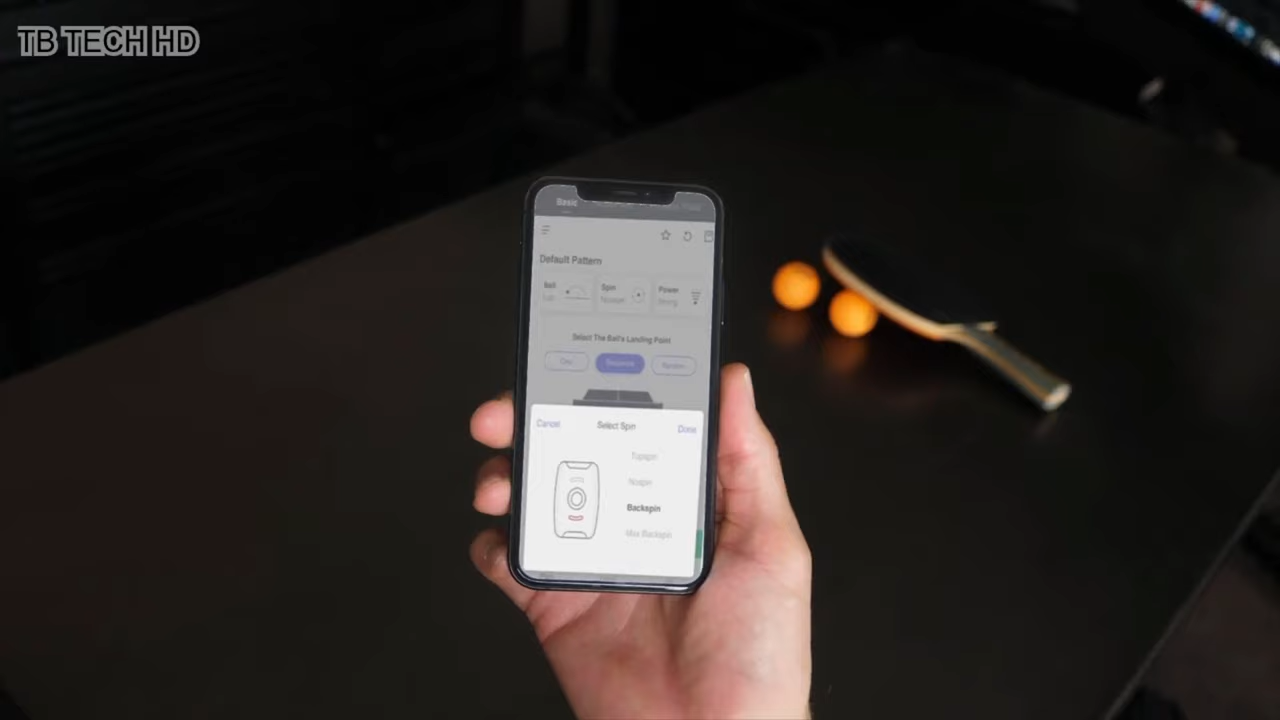 TB TECH HD
Basic
Default Pattern
Ball
Spin
Power
Select The Ball's Landing Point
Random
Cancel
Select Spin
Done
Topspin
Nospin
Backspin
Max Backspin